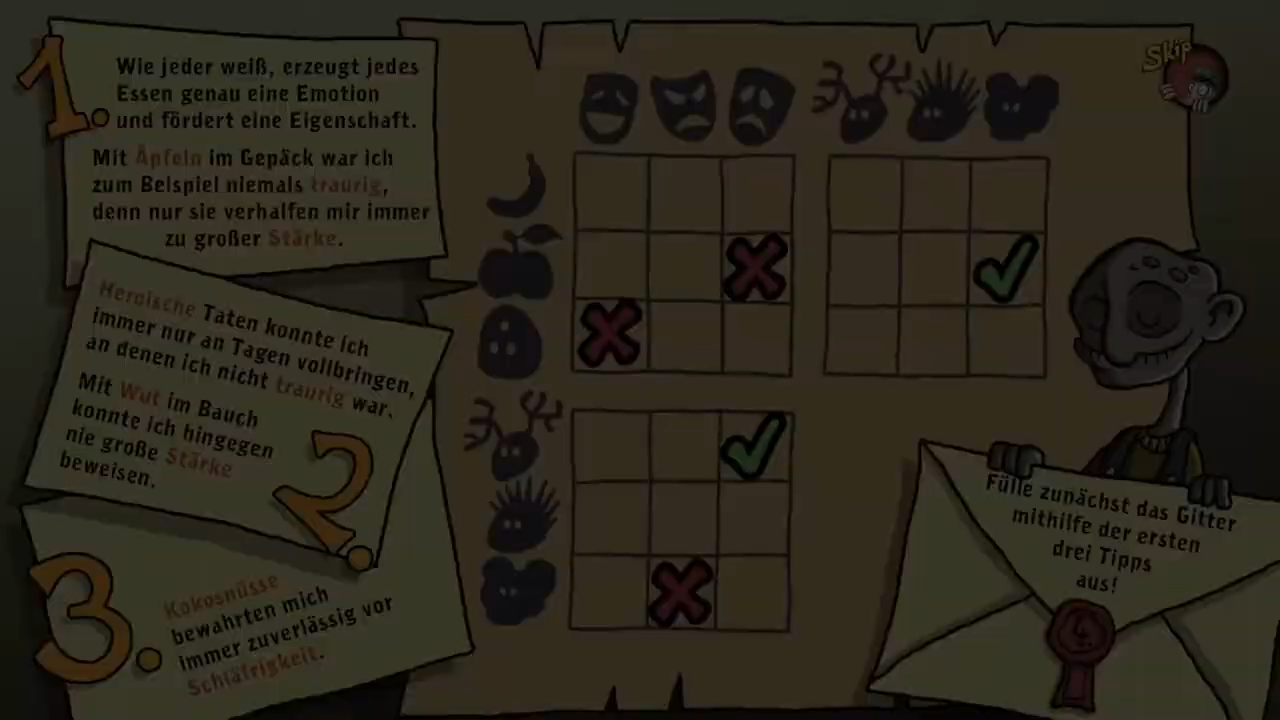 1.
Wie jeder weiß, erzeugt jedes
Essen genau eine Emotion
und fördert eine Eigenschaft.
Mit Äpfeln im Gepäck war ich
zum Beispiel niemals traurig,
denn nur sie verhalfen mir immer
zu großer Stärke.
Heroische Taten konnte ich
immer nur an Tagen vollbringen,
an denen ich nicht traurig war.
Mit Wut im Bauch
konnte ich hingegen
nie große Stärke
beweisen.
2.
3.
Kokosnüsse
bewahrten mich
immer zuverlässig vor
Schläfrigkeit.
Skip
Fülle zunächst das Gitter
mithilfe der ersten
drei Tipps
aus!
4